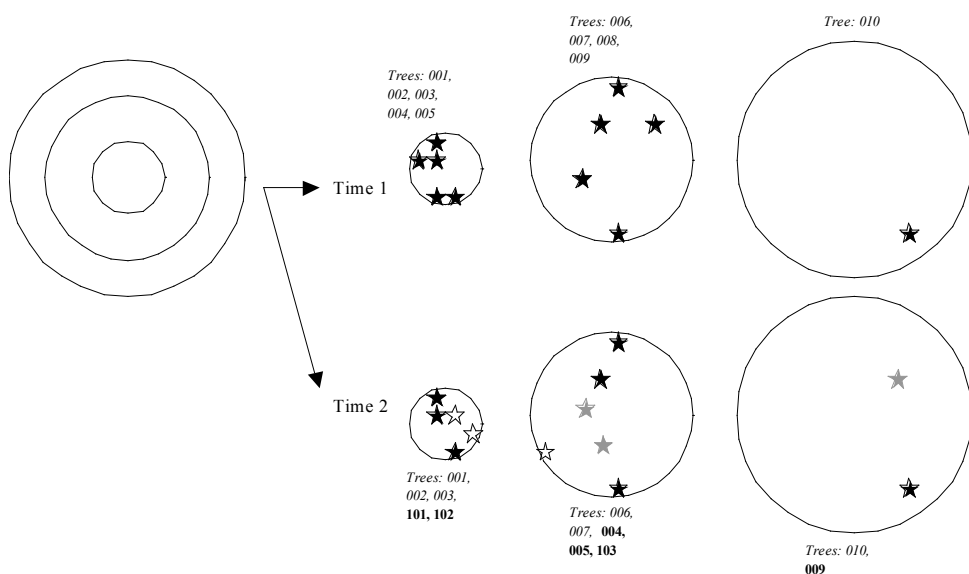 Trees: 001,
002, 003,
004, 005
Trees: 006,
007, 008,
009
Tree: 010
Time 1
Time 2
Trees: 001,
002, 003,
101, 102
Trees: 006,
007, 004,
005, 103
Trees: 010,
009